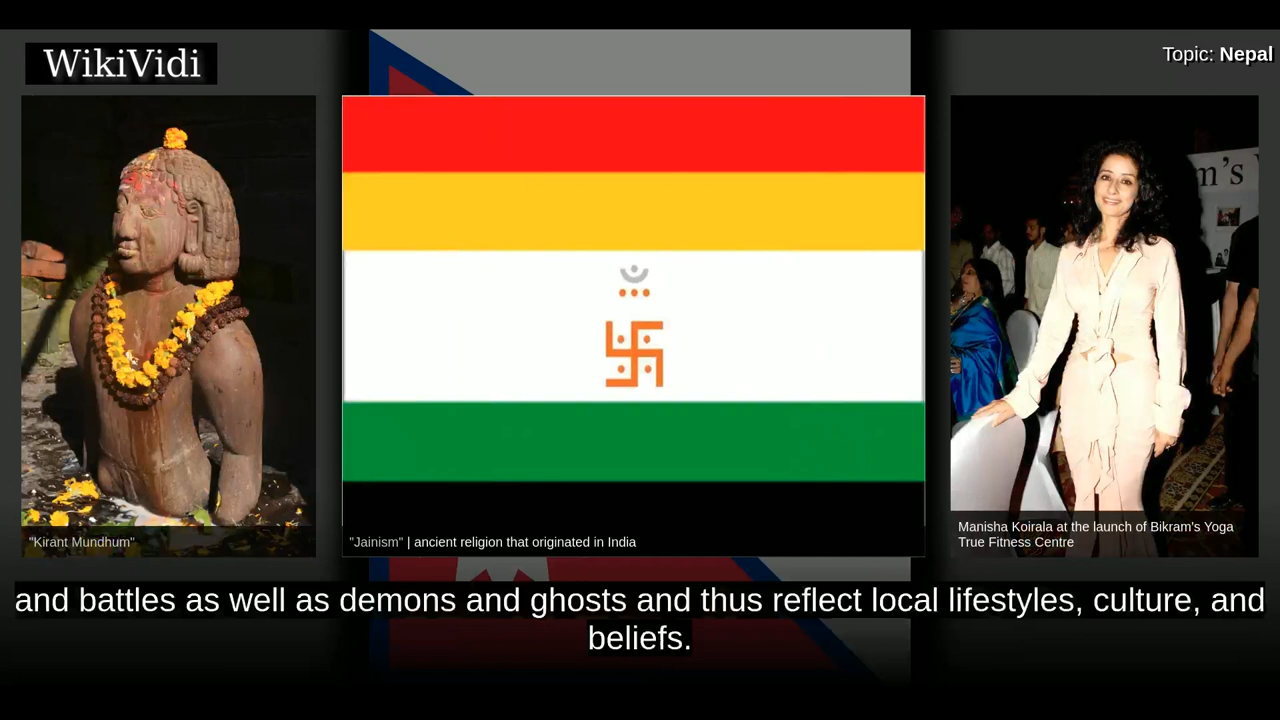 WikiVidi
Topic: Nepal
m's
"Kirant Mundhum"
"Jainism" | ancient religion that originated in India
Manisha Koirala at the launch of Bikram's Yoga
True Fitness Centre
and battles as well as demons and ghosts and thus reflect local lifestyles, culture, and
beliefs.